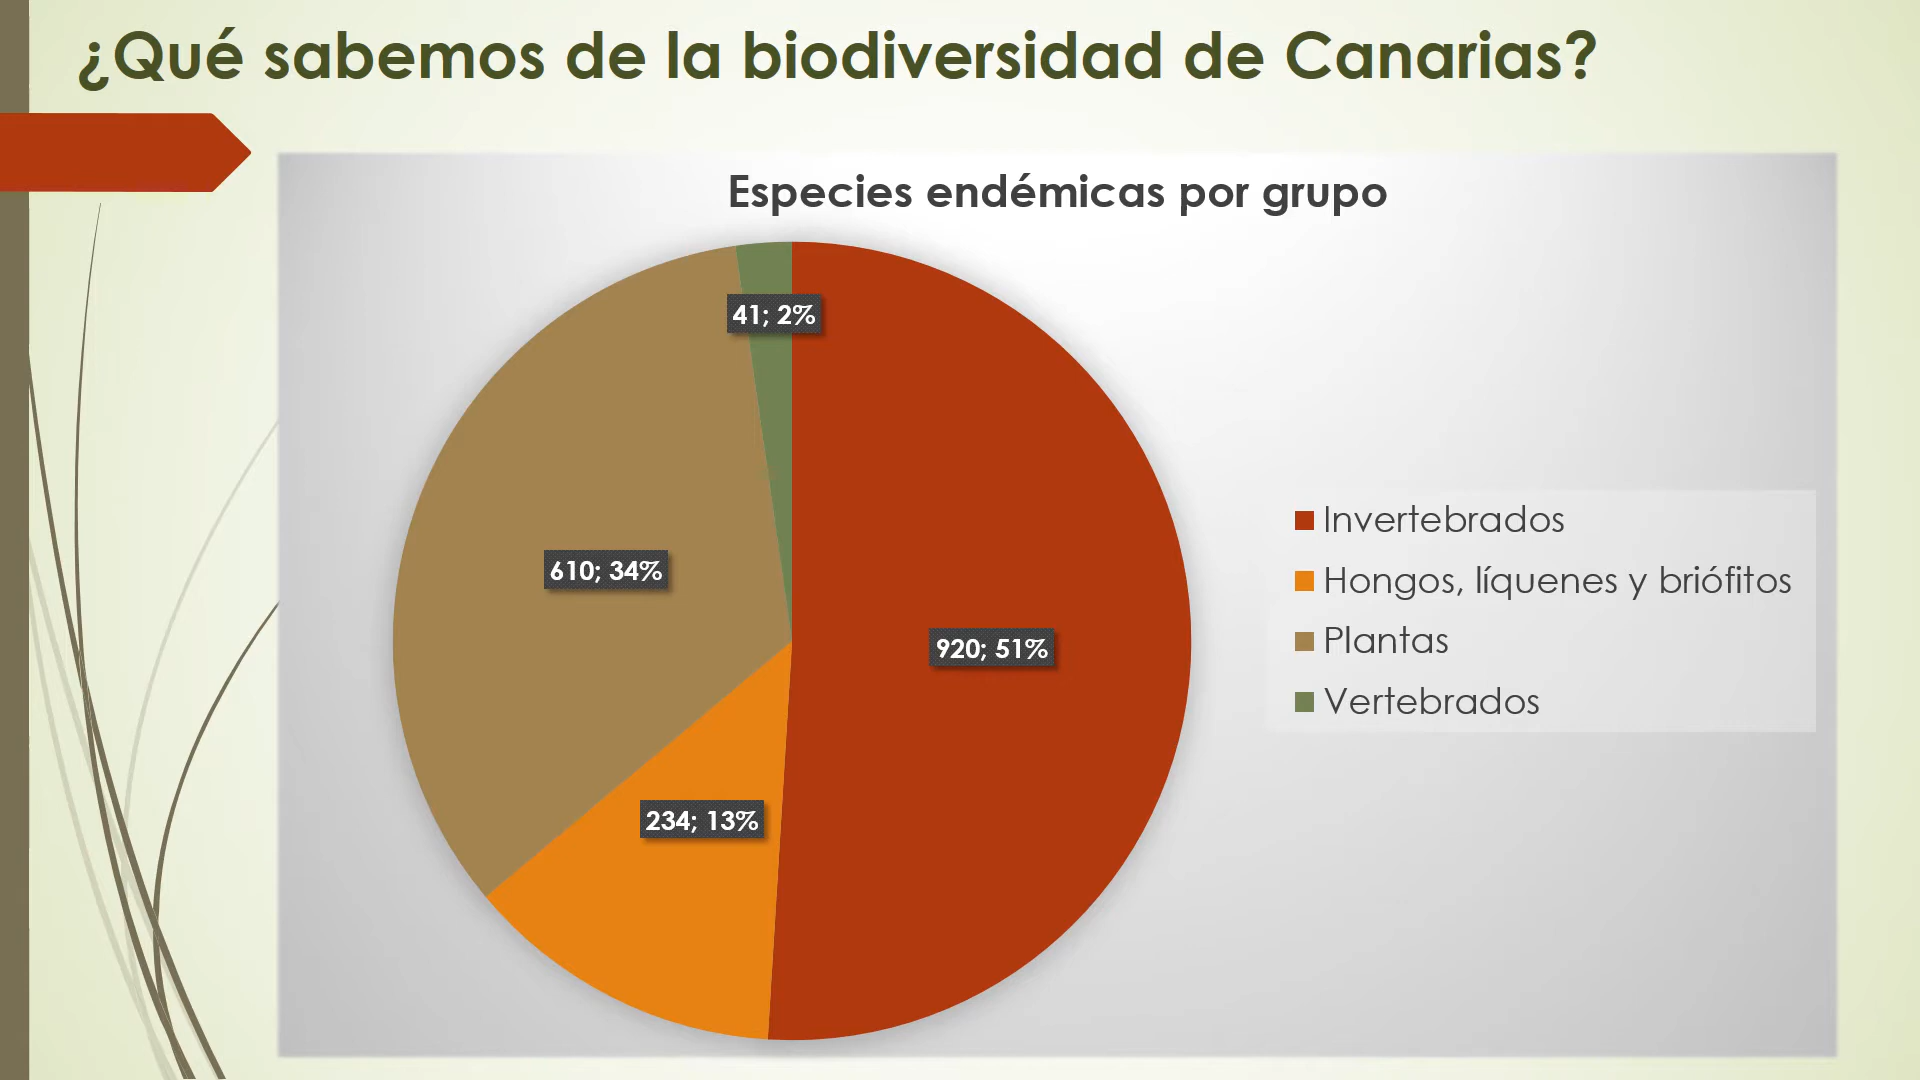 ¿Qué sabemos de la biodiversidad de Canarias?
Especies endémicas por grupo
41; 2%
610; 34%
920; 51%
234; 13%
Invertebrados
Hongos, líquenes y briófitos
Plantas
Vertebrados